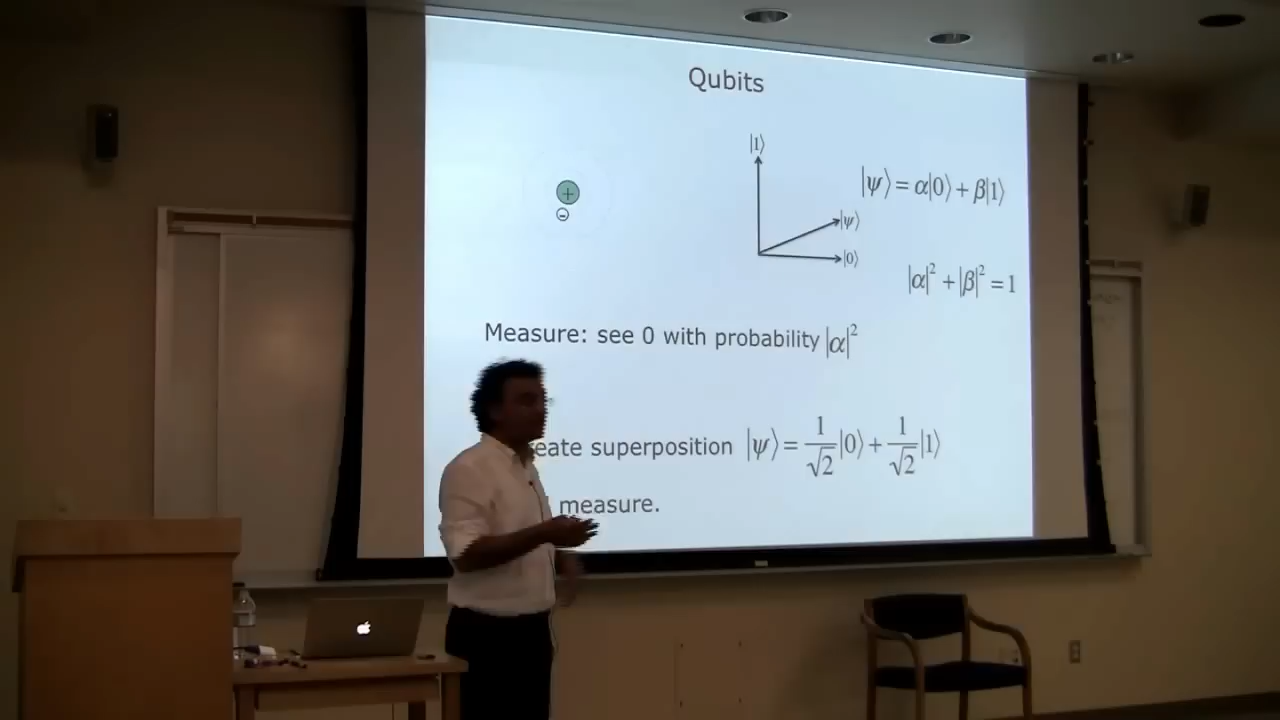 Qubits
|1⟩
|ψ⟩ = α|0⟩ + β|1⟩
+
-
|ψ⟩
|0⟩
|α|² + |β|² = 1
Measure: see 0 with probability |α|²
eate superposition |ψ⟩ = 1/√2 |0⟩ + 1/√2 |1⟩
measure.